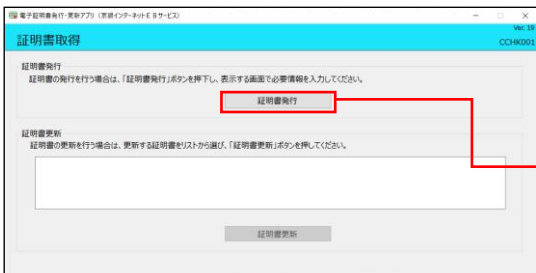 電子証明書発行・更新アプリ (京銀インターネットEBサービス)
Ver. 19
証明書取得
CCHK001
証明書発行
証明書の発行を行う場合は、「証明書発行」ボタンを押下し、表示する画面で必要情報を入力してください。
証明書発行
証明書更新
証明書の更新を行う場合は、更新する証明書をリストから選び、「証明書更新」ボタンを押してください。
証明書更新